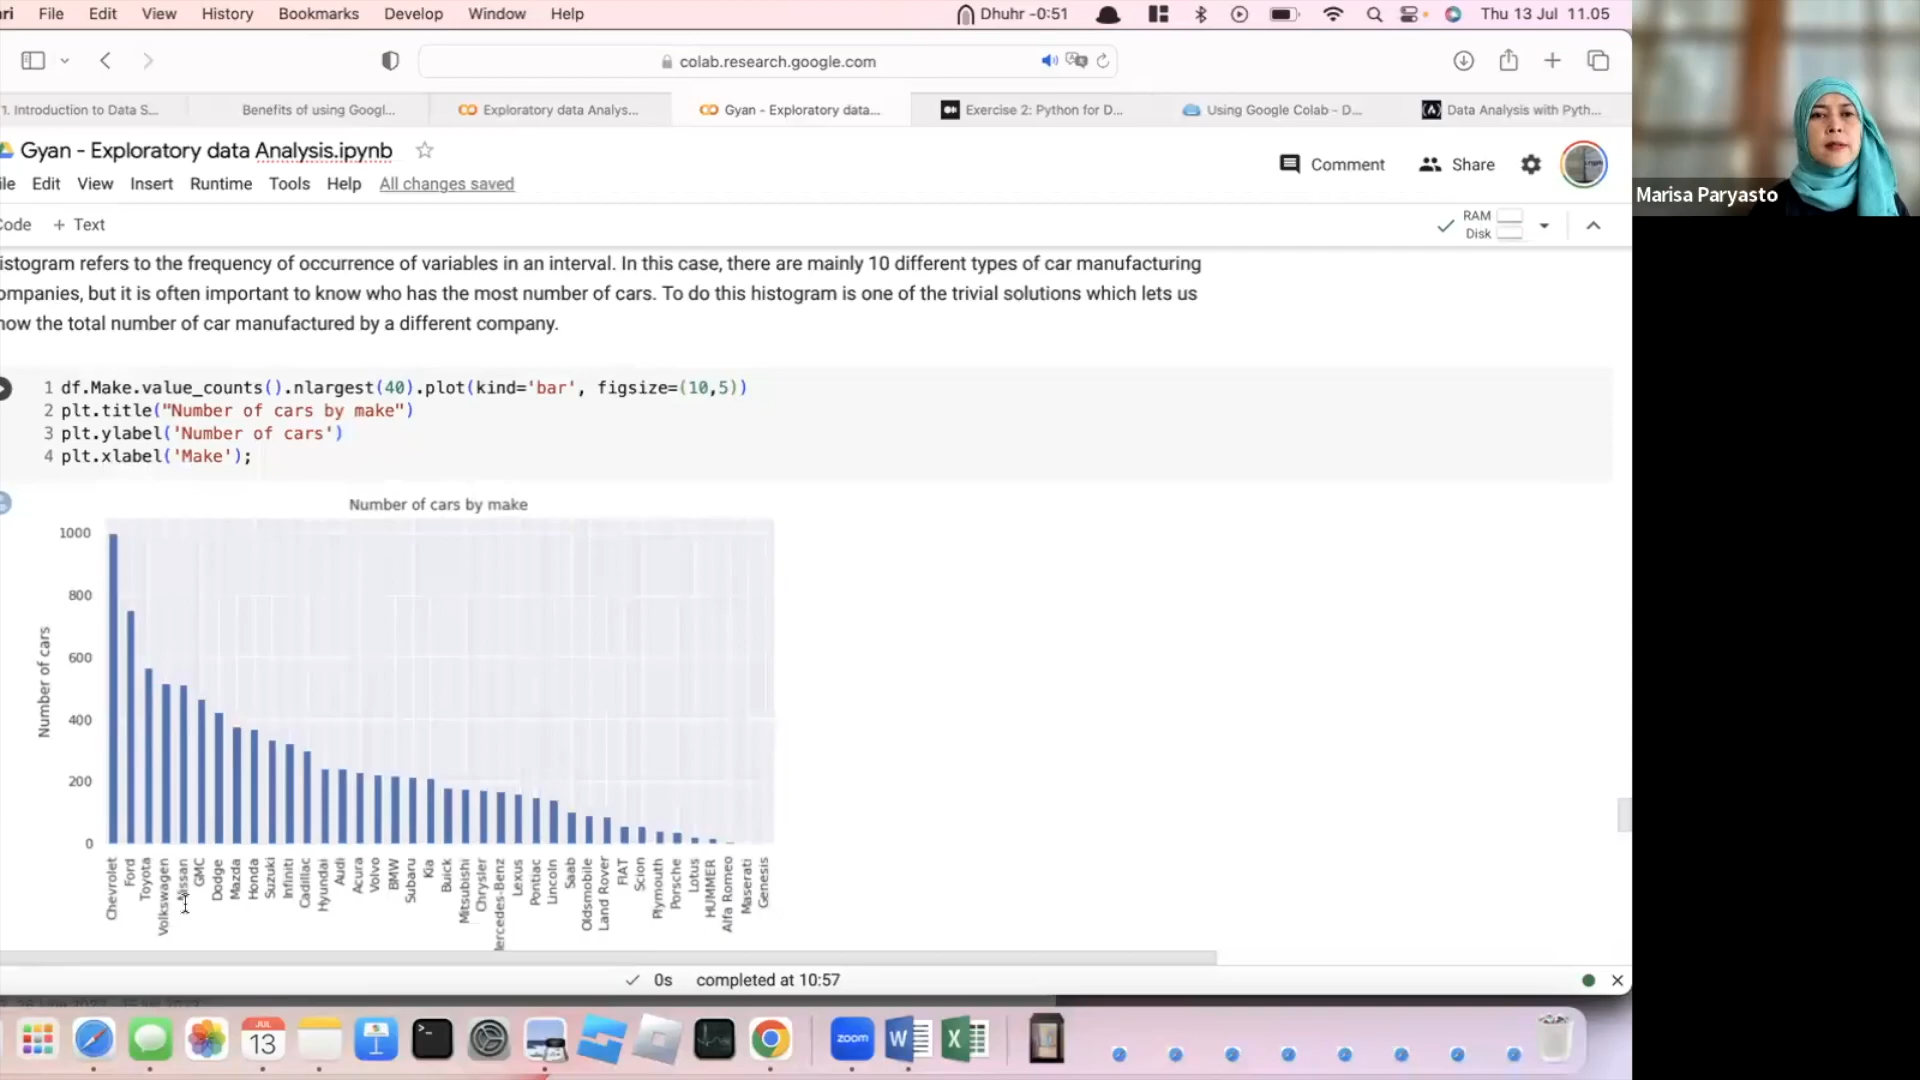 ri File Edit View History Bookmarks Develop Window Help Dhuhr -0:51 Thu 13 Jul 11.05
colab.research.google.com
1. Introduction to Data S... Benefits of using Googl... Exploratory data Analys... Gyan - Exploratory data... Exercise 2: Python for D... Using Google Colab - D... Data Analysis with Pyth...
Gyan - Exploratory data Analysis.ipynb
Comment Share
ile Edit View Insert Runtime Tools Help All changes saved
Code + Text
RAM
Disk
istogram refers to the frequency of occurrence of variables in an interval. In this case, there are mainly 10 different types of car manufacturing
ompanies, but it is often important to know who has the most number of cars. To do this histogram is one of the trivial solutions which lets us
now the total number of car manufactured by a different company.
1 df.Make.value_counts().nlargest(40).plot(kind='bar', figsize=(10,5))
2 plt.title("Number of cars by make")
3 plt.ylabel('Number of cars')
4 plt.xlabel('Make');
Number of cars by make
1000
800
600
400
200
0
Number of cars
Chevrolet
Ford
Toyota
Volkswagen
Nissan
GMC
Dodge
Mazda
Honda
Suzuki
Infiniti
Cadillac
Hyundai
Audi
Acura
Volvo
BMW
Subaru
Kia
Buick
Mitsubishi
Chrysler
Mercedes-Benz
Lexus
Pontiac
Lincoln
Saab
Oldsmobile
Land Rover
FIAT
Scion
Plymouth
Porsche
Lotus
HUMMER
Alfa Romeo
Maserati
Genesis
0s completed at 10:57
JUL
13
zoom
W
X
Marisa Paryasto